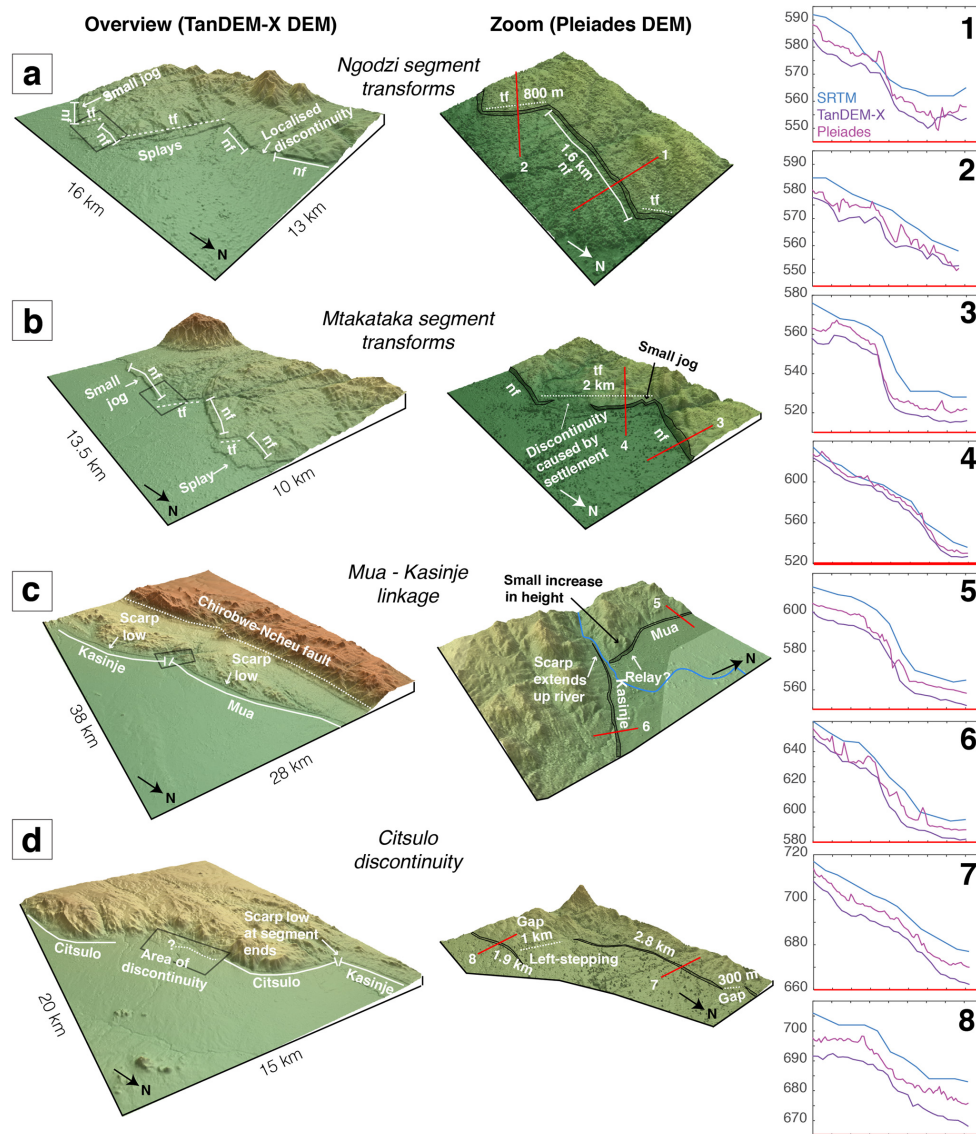 Overview (TanDEM-X DEM)
Zoom (Pleiades DEM)
a
Ngodzi segment
transforms
Small jog
nf
tf
nf
tf
Splays
nf
Localised
discontinuity
nf
16 km
13 km
N
tf
800 m
2
1.6 km
nf
1
tf
N
b
Mtakataka segment
transforms
Small
jog
nf
tf
nf
tf
nf
Splay
13.5 km
10 km
N
Small jog
tf
2 km
nf
nf
3
4
Discontinuity
caused by
settlement
N
c
Mua - Kasinje
linkage
Chirobwe-Ncheu fault
Scarp
low
Kasinje
Scarp
low
Mua
38 km
28 km
N
Small increase
in height
5
Mua
Scarp
extends
up river
Relay?
Kasinje
6
N
d
Citsulo
discontinuity
Scarp low
at segment
ends
Citsulo
?
Area of
discontinuity
Citsulo
Kasinje
20 km
15 km
N
Gap
1 km
8
1.9 km
Left-stepping
2.8 km
7
300 m
Gap
N
1
590
580
570
560
550
SRTM
TanDEM-X
Pleiades
2
590
580
570
560
550
3
580
560
540
520
510
4
600
560
520
5
600
580
560
6
640
620
600
580
7
720
700
680
660
8
700
690
680
670